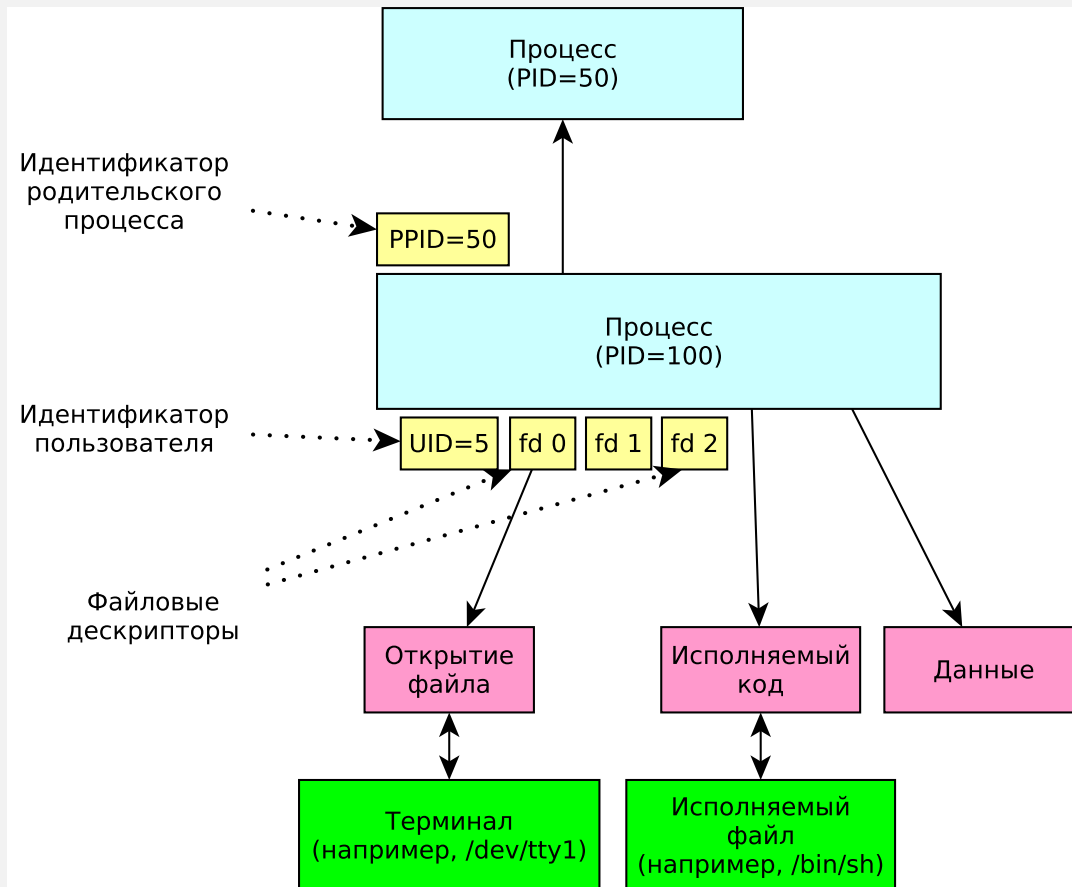 Процесс
(PID=50)
Идентификатор
родительского
процесса
PPID=50
Процесс
(PID=100)
Идентификатор
пользователя
UID=5
fd 0
fd 1
fd 2
Файловые
дескрипторы
Открытие
файла
Исполняемый
код
Данные
Терминал
(например, /dev/tty1)
Исполняемый
файл
(например, /bin/sh)